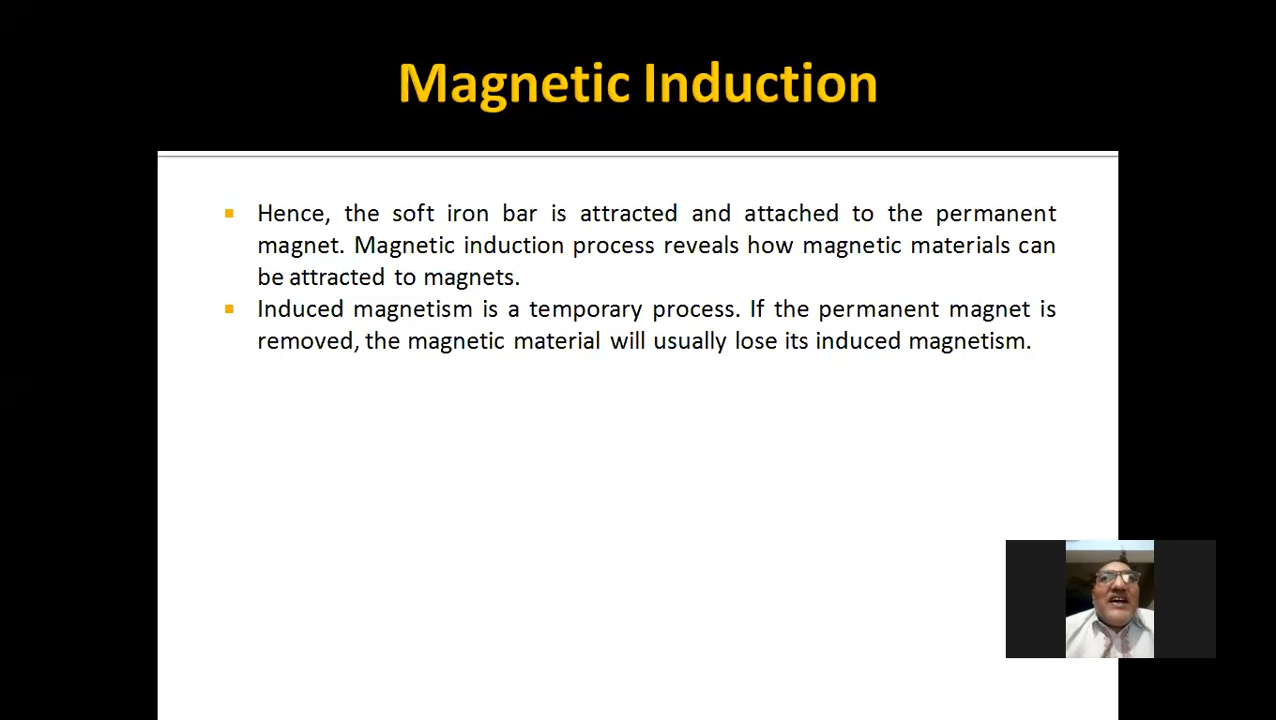 Magnetic Induction
Hence, the soft iron bar is attracted and attached to the permanent
magnet. Magnetic induction process reveals how magnetic materials can
be attracted to magnets.
Induced magnetism is a temporary process. If the permanent magnet is
removed, the magnetic material will usually lose its induced magnetism.